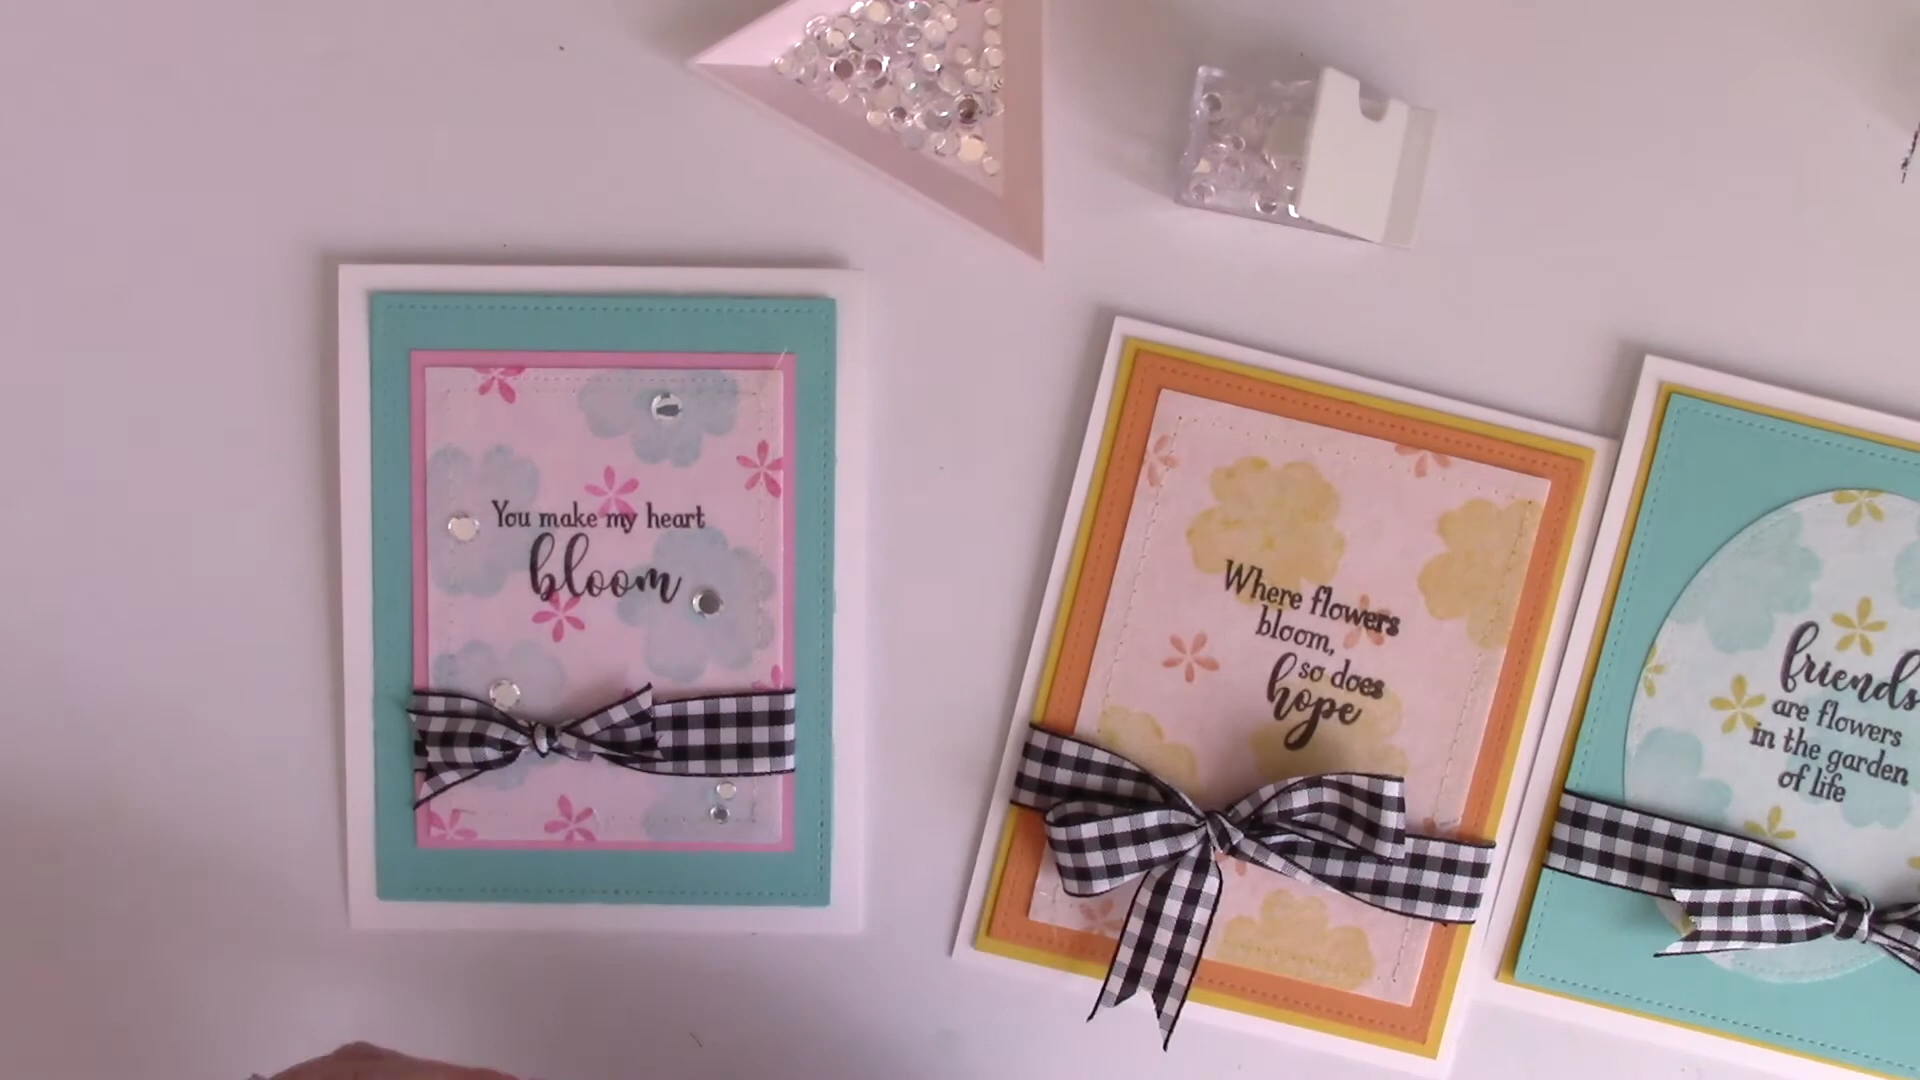 You make my heart
bloom
Where flowers
bloom,
so does
hope
friends
are flowers
in the garden
of life